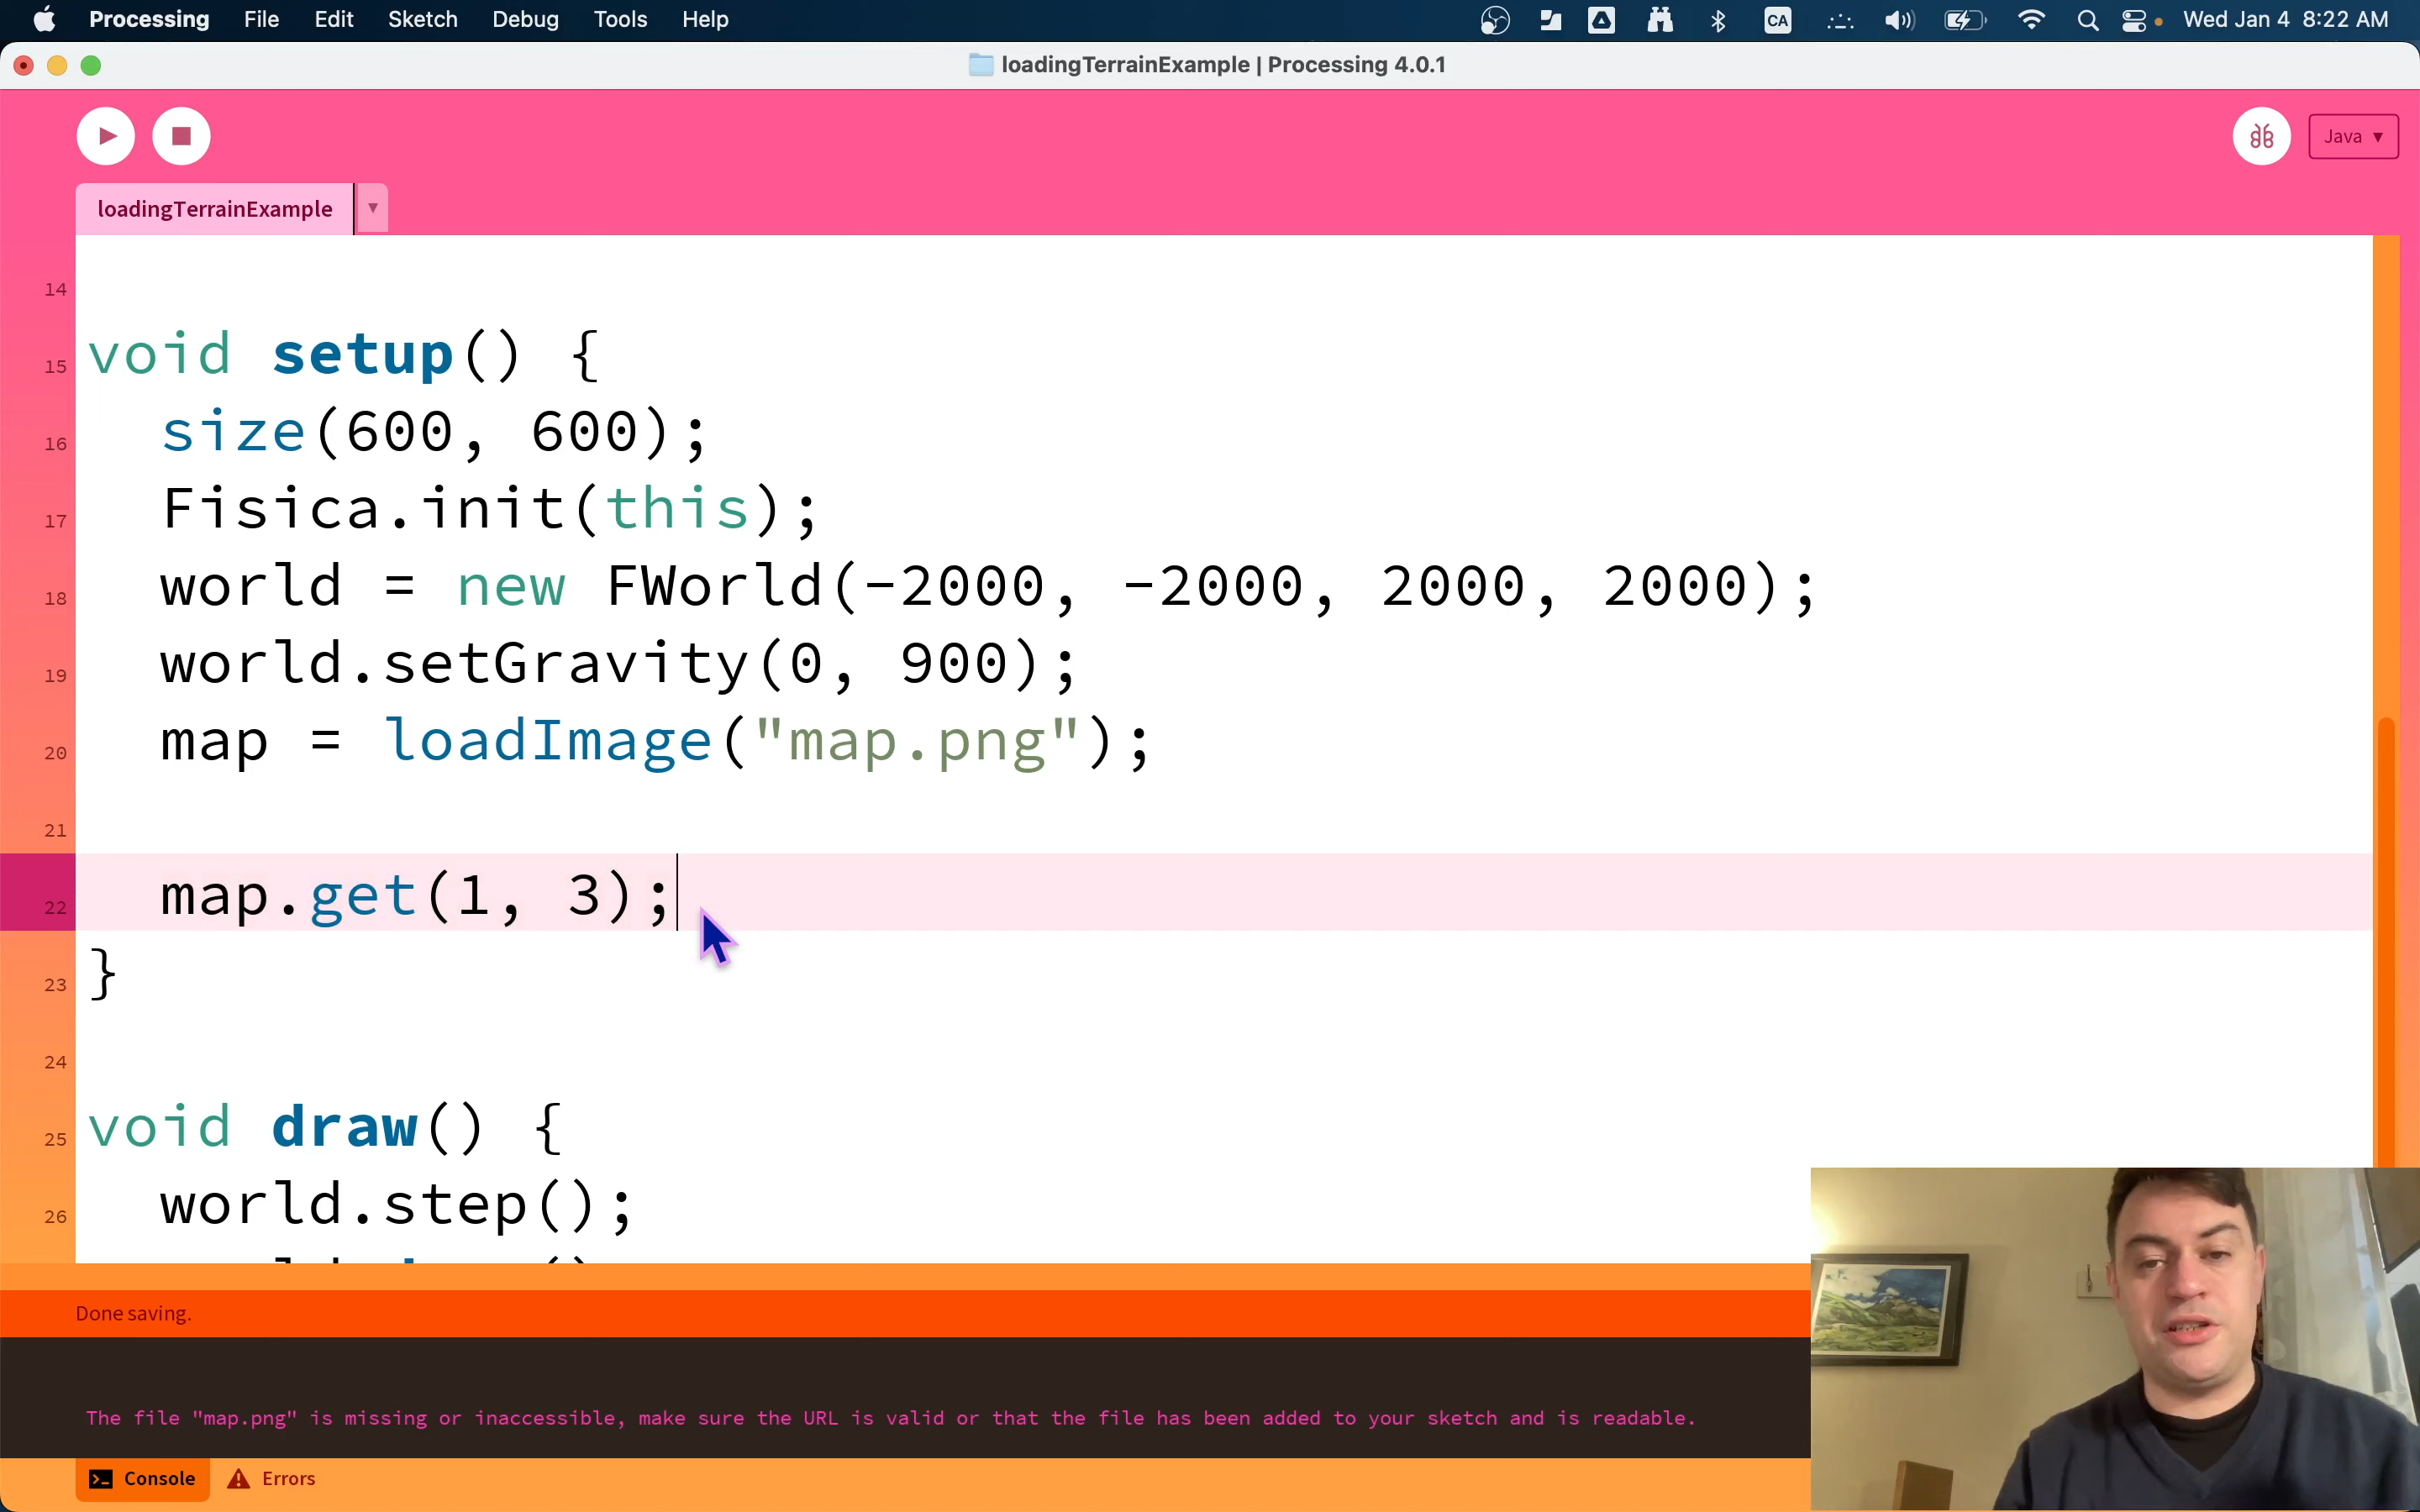 Processing File Edit Sketch Debug Tools Help CA Wed Jan 4 8:22 AM
loadingTerrainExample | Processing 4.0.1
Java
loadingTerrainExample
14
15 void setup() {
16 size(600, 600);
17 Fisica.init(this);
18 world = new FWorld(-2000, -2000, 2000, 2000);
19 world.setGravity(0, 900);
20 map = loadImage("map.png");
21
22 map.get(1, 3);
23 }
24
25 void draw() {
26 world.step();
Done saving.
The file "map.png" is missing or inaccessible, make sure the URL is valid or that the file has been added to your sketch and is readable.
Console Errors